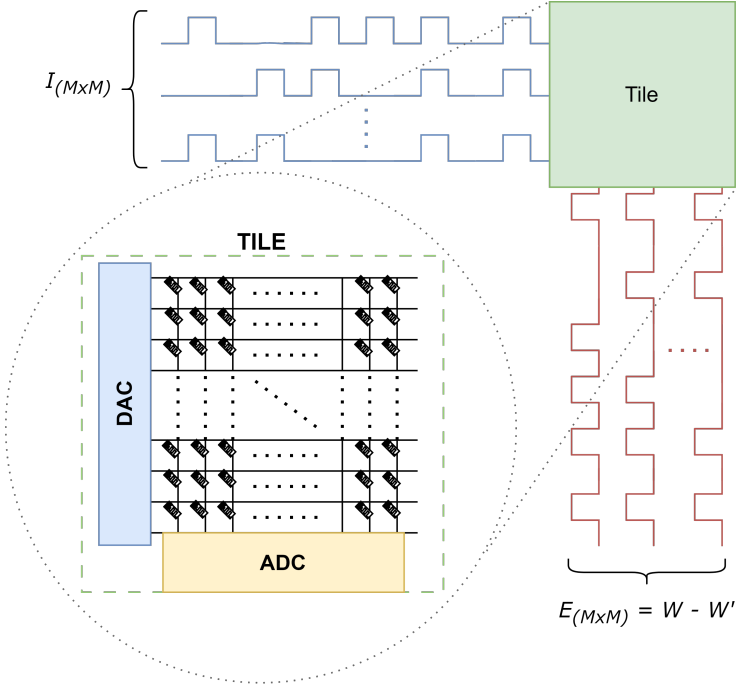 I(MxM)
Tile
TILE
DAC
ADC
E(MxM) = W - W'